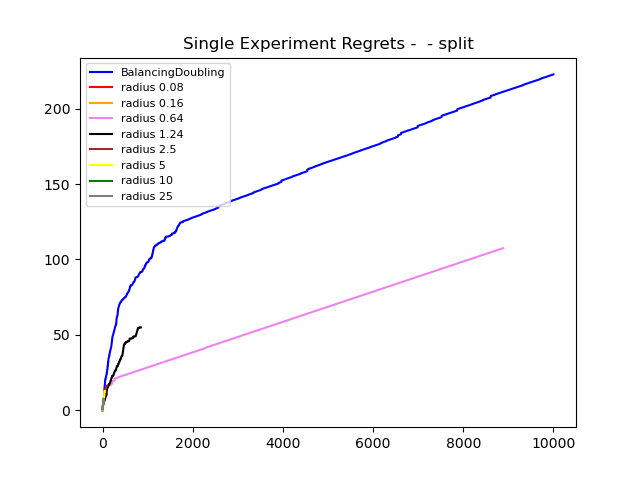 Single Experiment Regrets -  - split
BalancingDoubling
radius 0.08
radius 0.16
radius 0.64
radius 1.24
radius 2.5
radius 5
radius 10
radius 25
200
150
100
50
0
0 2000 4000 6000 8000 10000